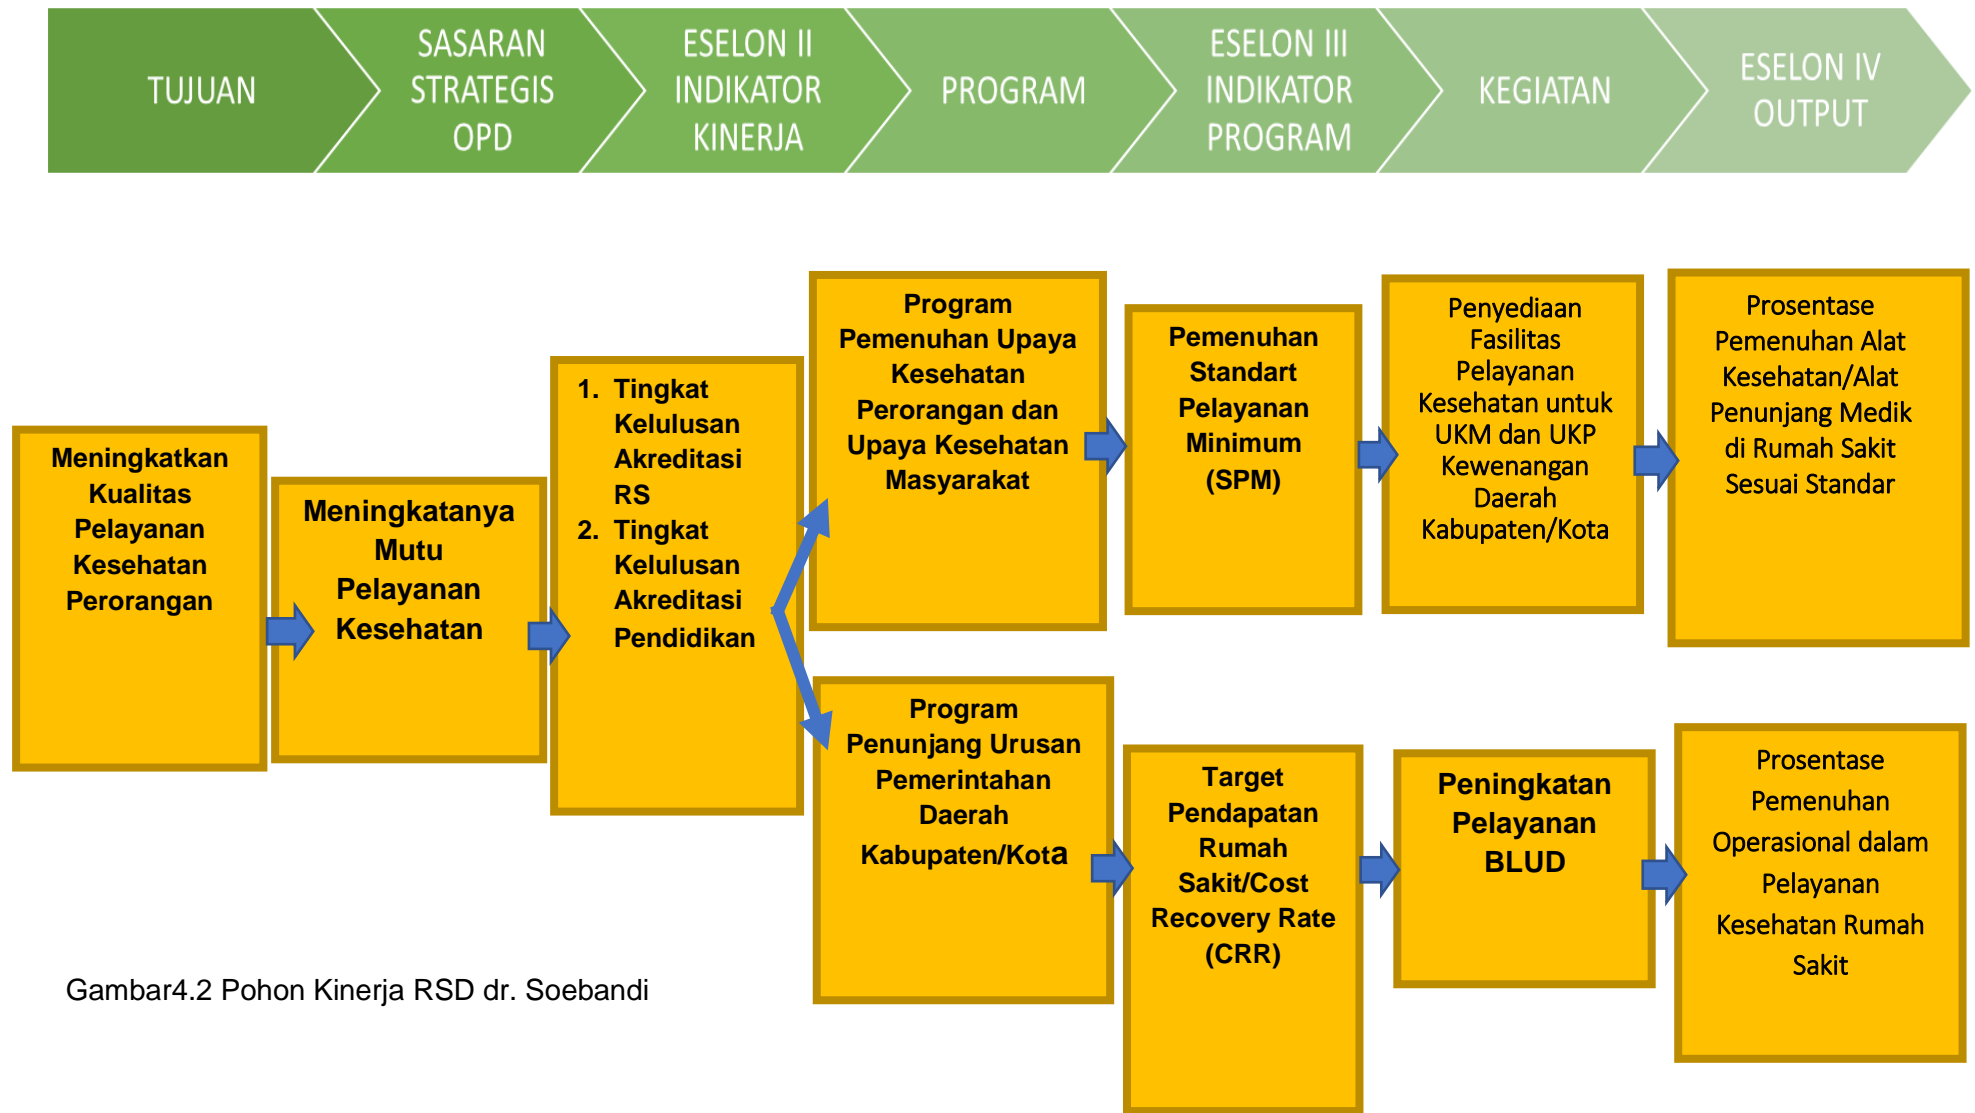 TUJUAN
SASARAN
STRATEGIS
OPD
ESELON II
INDIKATOR
KINERJA
PROGRAM
ESELON III
INDIKATOR
PROGRAM
KEGIATAN
ESELON IV
OUTPUT
Meningkatkan
Kualitas
Pelayanan
Kesehatan
Perorangan
Meningkatanya
Mutu
Pelayanan
Kesehatan
1. Tingkat
Kelulusan
Akreditasi
RS
2. Tingkat
Kelulusan
Akreditasi
Pendidikan
Program
Pemenuhan Upaya
Kesehatan
Perorangan dan
Upaya Kesehatan
Masyarakat
Pemenuhan
Standart
Pelayanan
Minimum
(SPM)
Penyediaan
Fasilitas
Pelayanan
Kesehatan untuk
UKM dan UKP
Kewenangan
Daerah
Kabupaten/Kota
Prosentase
Pemenuhan Alat
Kesehatan/Alat
Penunjang Medik
di Rumah Sakit
Sesuai Standar
Program
Penunjang Urusan
Pemerintahan
Daerah
Kabupaten/Kota
Target
Pendapatan
Rumah
Sakit/Cost
Recovery Rate
(CRR)
Peningkatan
Pelayanan
BLUD
Prosentase
Pemenuhan
Operasional dalam
Pelayanan
Kesehatan Rumah
Sakit
Gambar4.2 Pohon Kinerja RSD dr. Soebandi